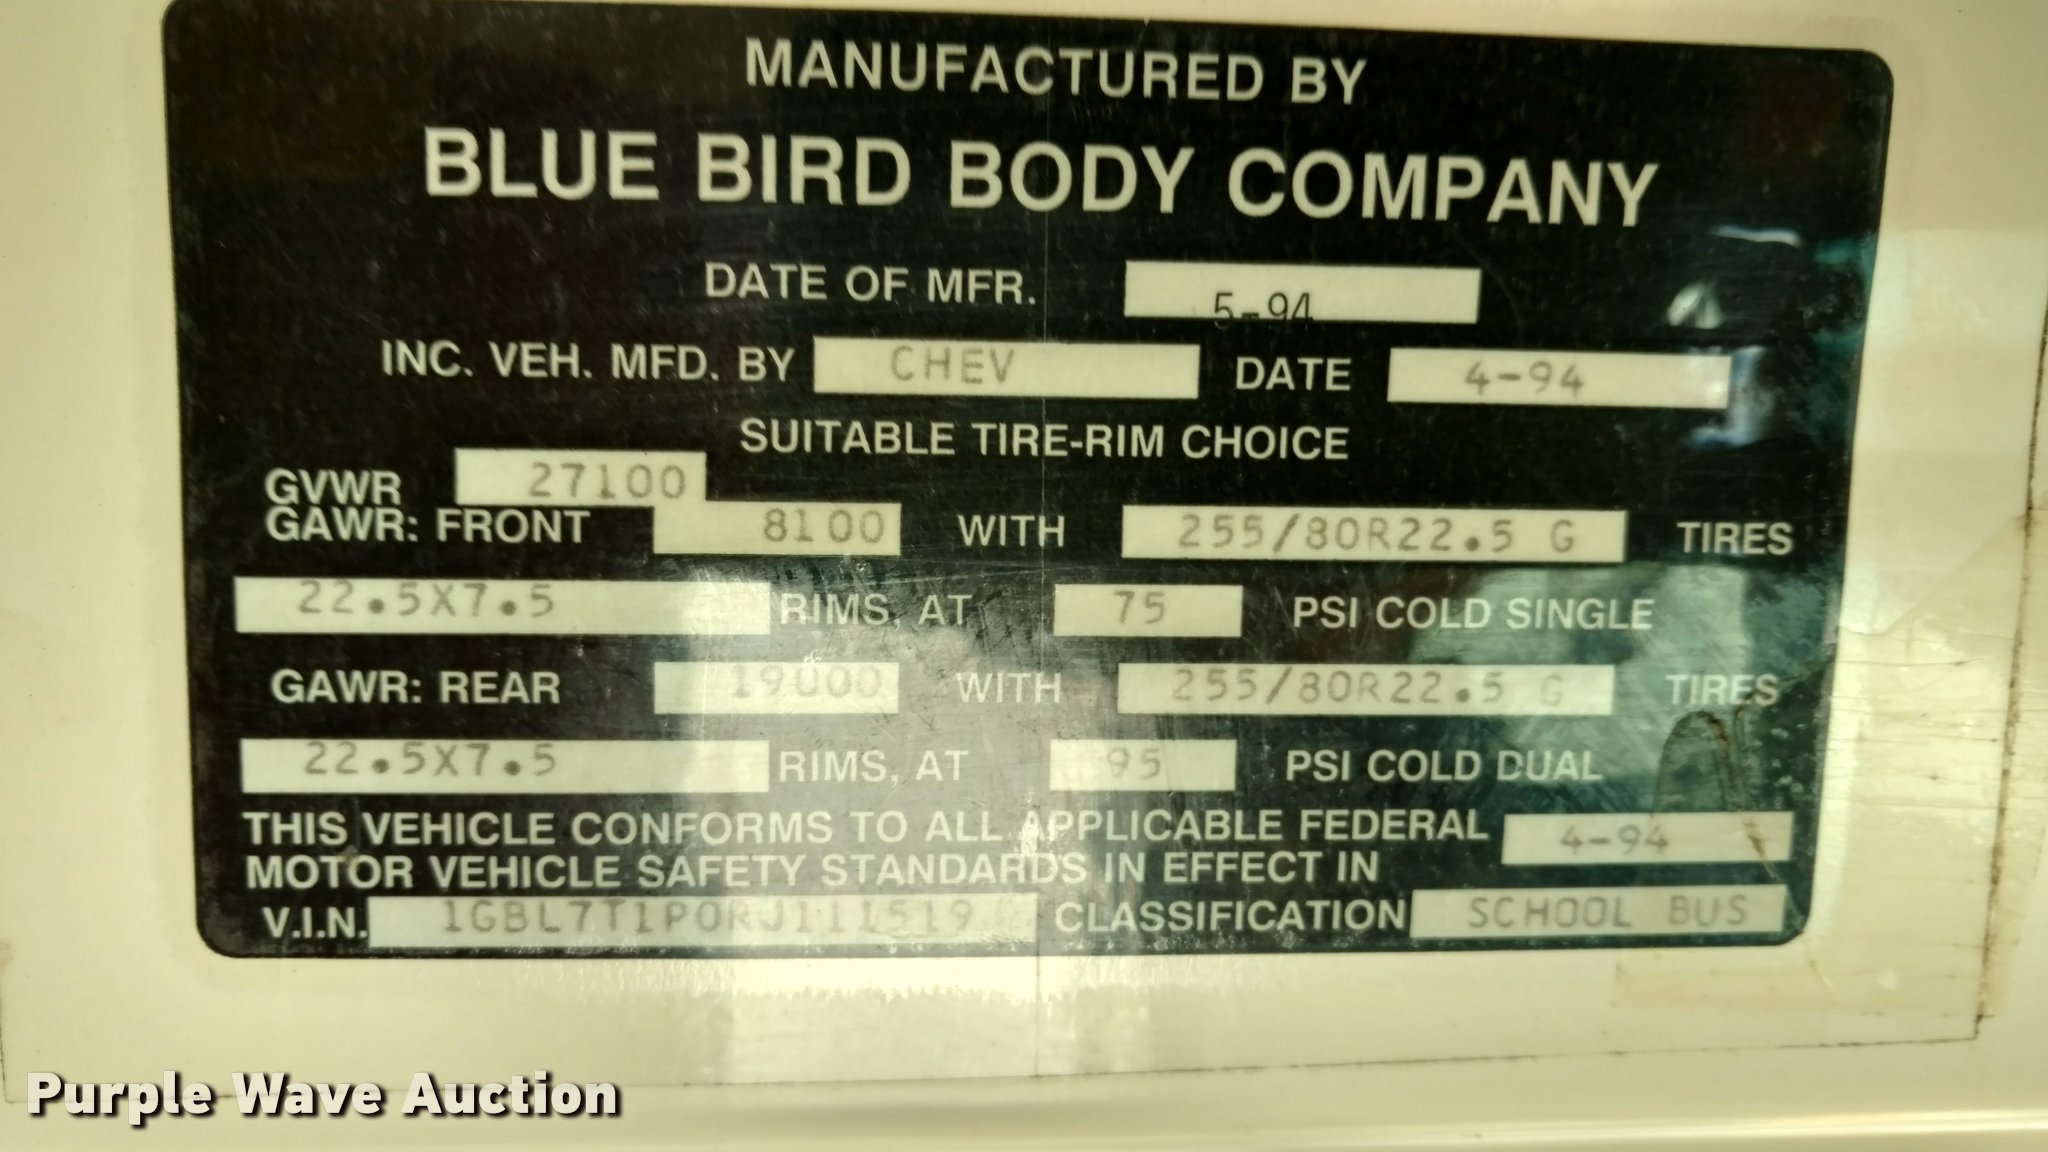 MANUFACTURED BY
BLUE BIRD BODY COMPANY
DATE OF MFR. 5-94
INC. VEH. MFD. BY CHEV DATE 4-94
SUITABLE TIRE-RIM CHOICE
GVWR 27100
GAWR: FRONT 8100 WITH 255/80R22.5 G TIRES
22.5X7.5 RIMS, AT 75 PSI COLD SINGLE
GAWR: REAR 19000 WITH 255/80R22.5 G TIRES
22.5X7.5 RIMS, AT 95 PSI COLD DUAL
THIS VEHICLE CONFORMS TO ALL APPLICABLE FEDERAL 4-94
MOTOR VEHICLE SAFETY STANDARDS IN EFFECT IN
V.I.N. 1GBL7T1P0RJ111519 CLASSIFICATION SCHOOL BUS
Purple Wave Auction